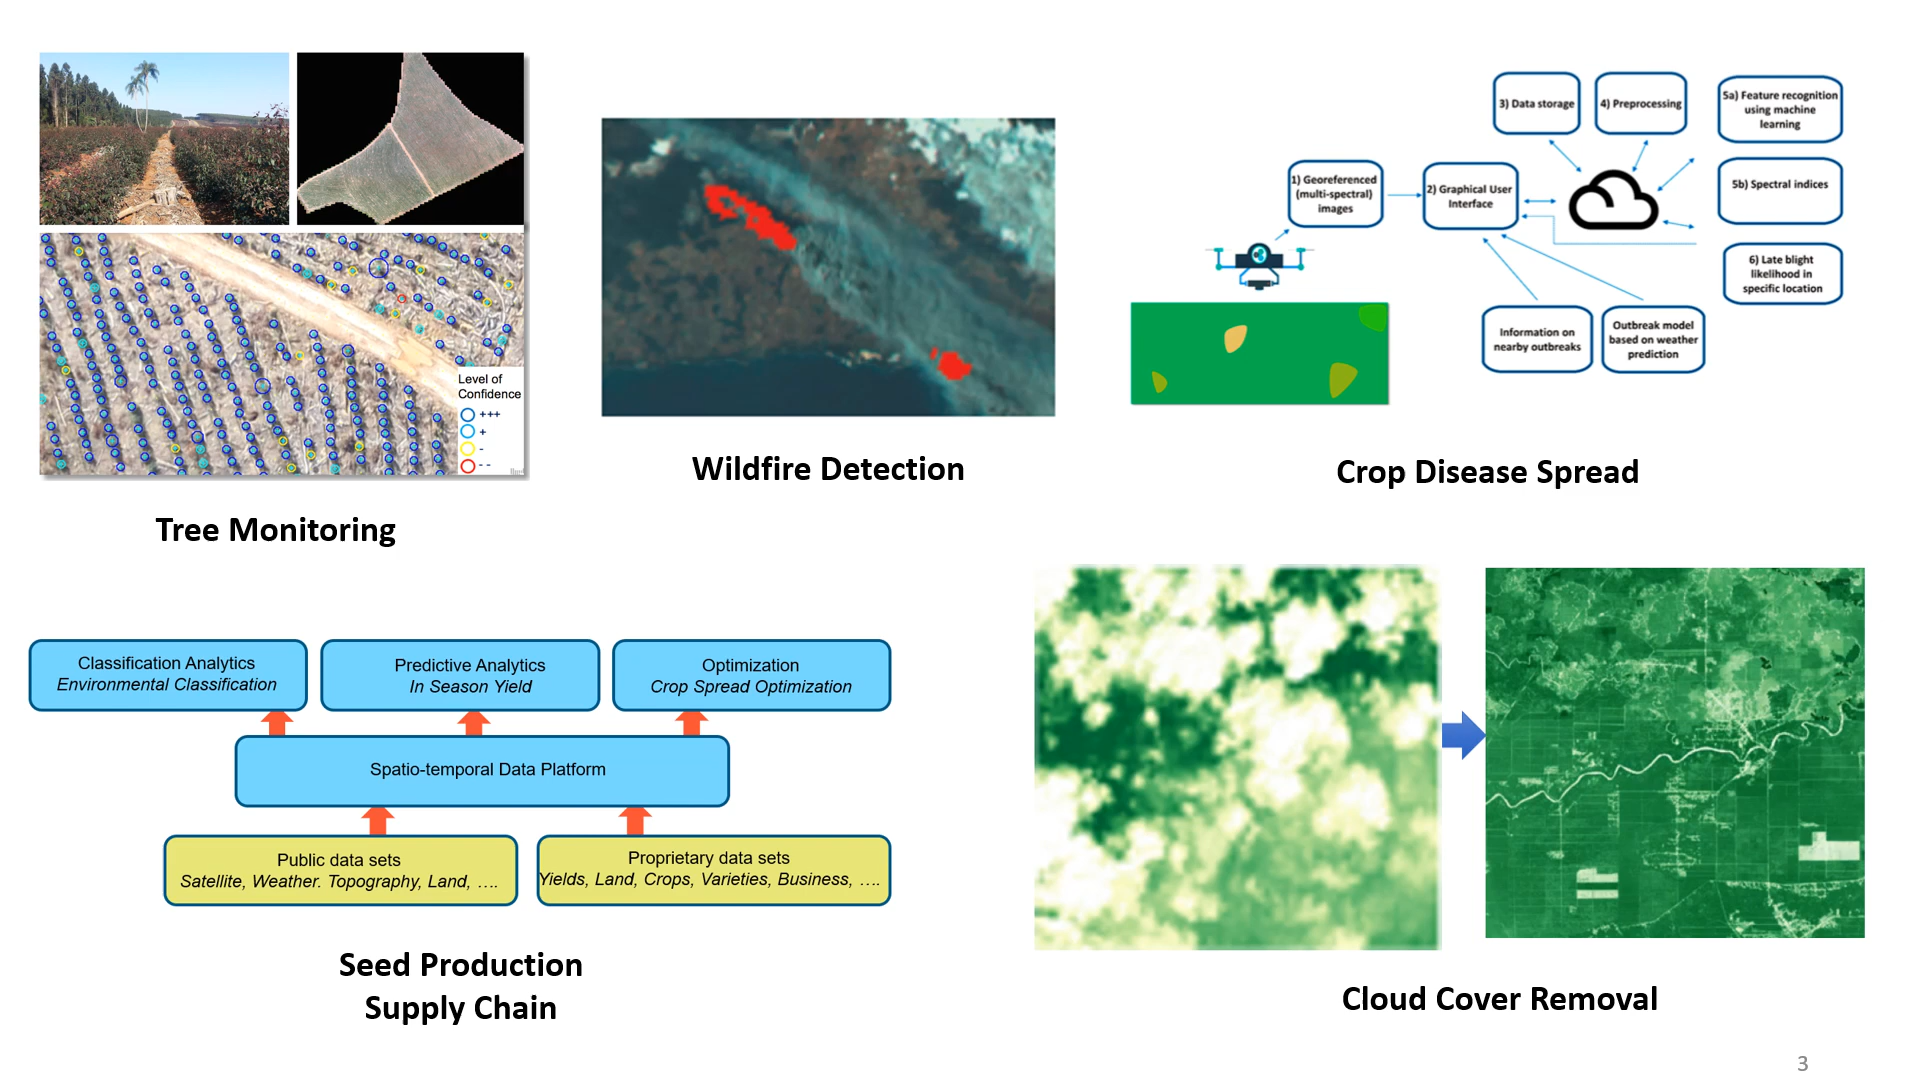 Level of
Confidence
+++
+
-
- -
Tree Monitoring
Wildfire Detection
1) Georeferenced
(multi-spectral)
images
2) Graphical User
Interface
3) Data storage
4) Preprocessing
5a) Feature recognition
using machine
learning
5b) Spectral indices
6) Late blight
likelihood in
specific location
Information on
nearby outbreaks
Outbreak model
based on weather
prediction
Crop Disease Spread
Classification Analytics
Environmental Classification
Predictive Analytics
In Season Yield
Optimization
Crop Spread Optimization
Spatio-temporal Data Platform
Public data sets
Satellite, Weather. Topography, Land, ….
Proprietary data sets
Yields, Land, Crops, Varieties, Business, ….
Seed Production
Supply Chain
Cloud Cover Removal
3